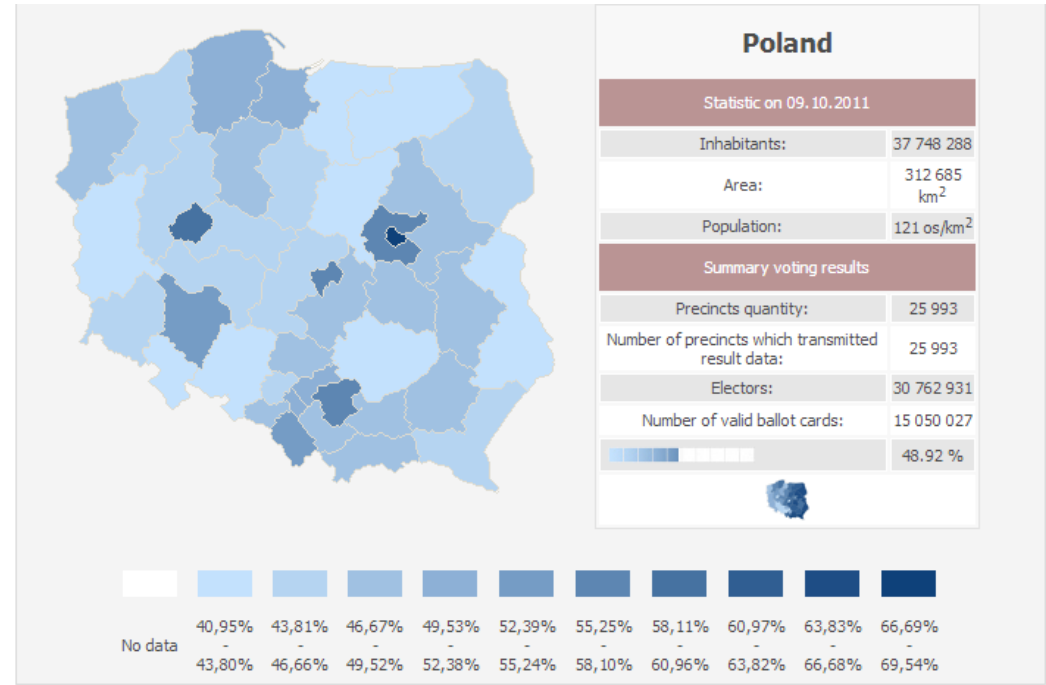 Poland
Statistic on 09.10.2011
Inhabitants: 37 748 288
Area: 312 685 km²
Population: 121 os/km²
Summary voting results
Precincts quantity: 25 993
Number of precincts which transmitted
result data: 25 993
Electors: 30 762 931
Number of valid ballot cards: 15 050 027
48.92 %
No data
40,95% - 43,80%
43,81% - 46,66%
46,67% - 49,52%
49,53% - 52,38%
52,39% - 55,24%
55,25% - 58,10%
58,11% - 60,96%
60,97% - 63,82%
63,83% - 66,68%
66,69% - 69,54%